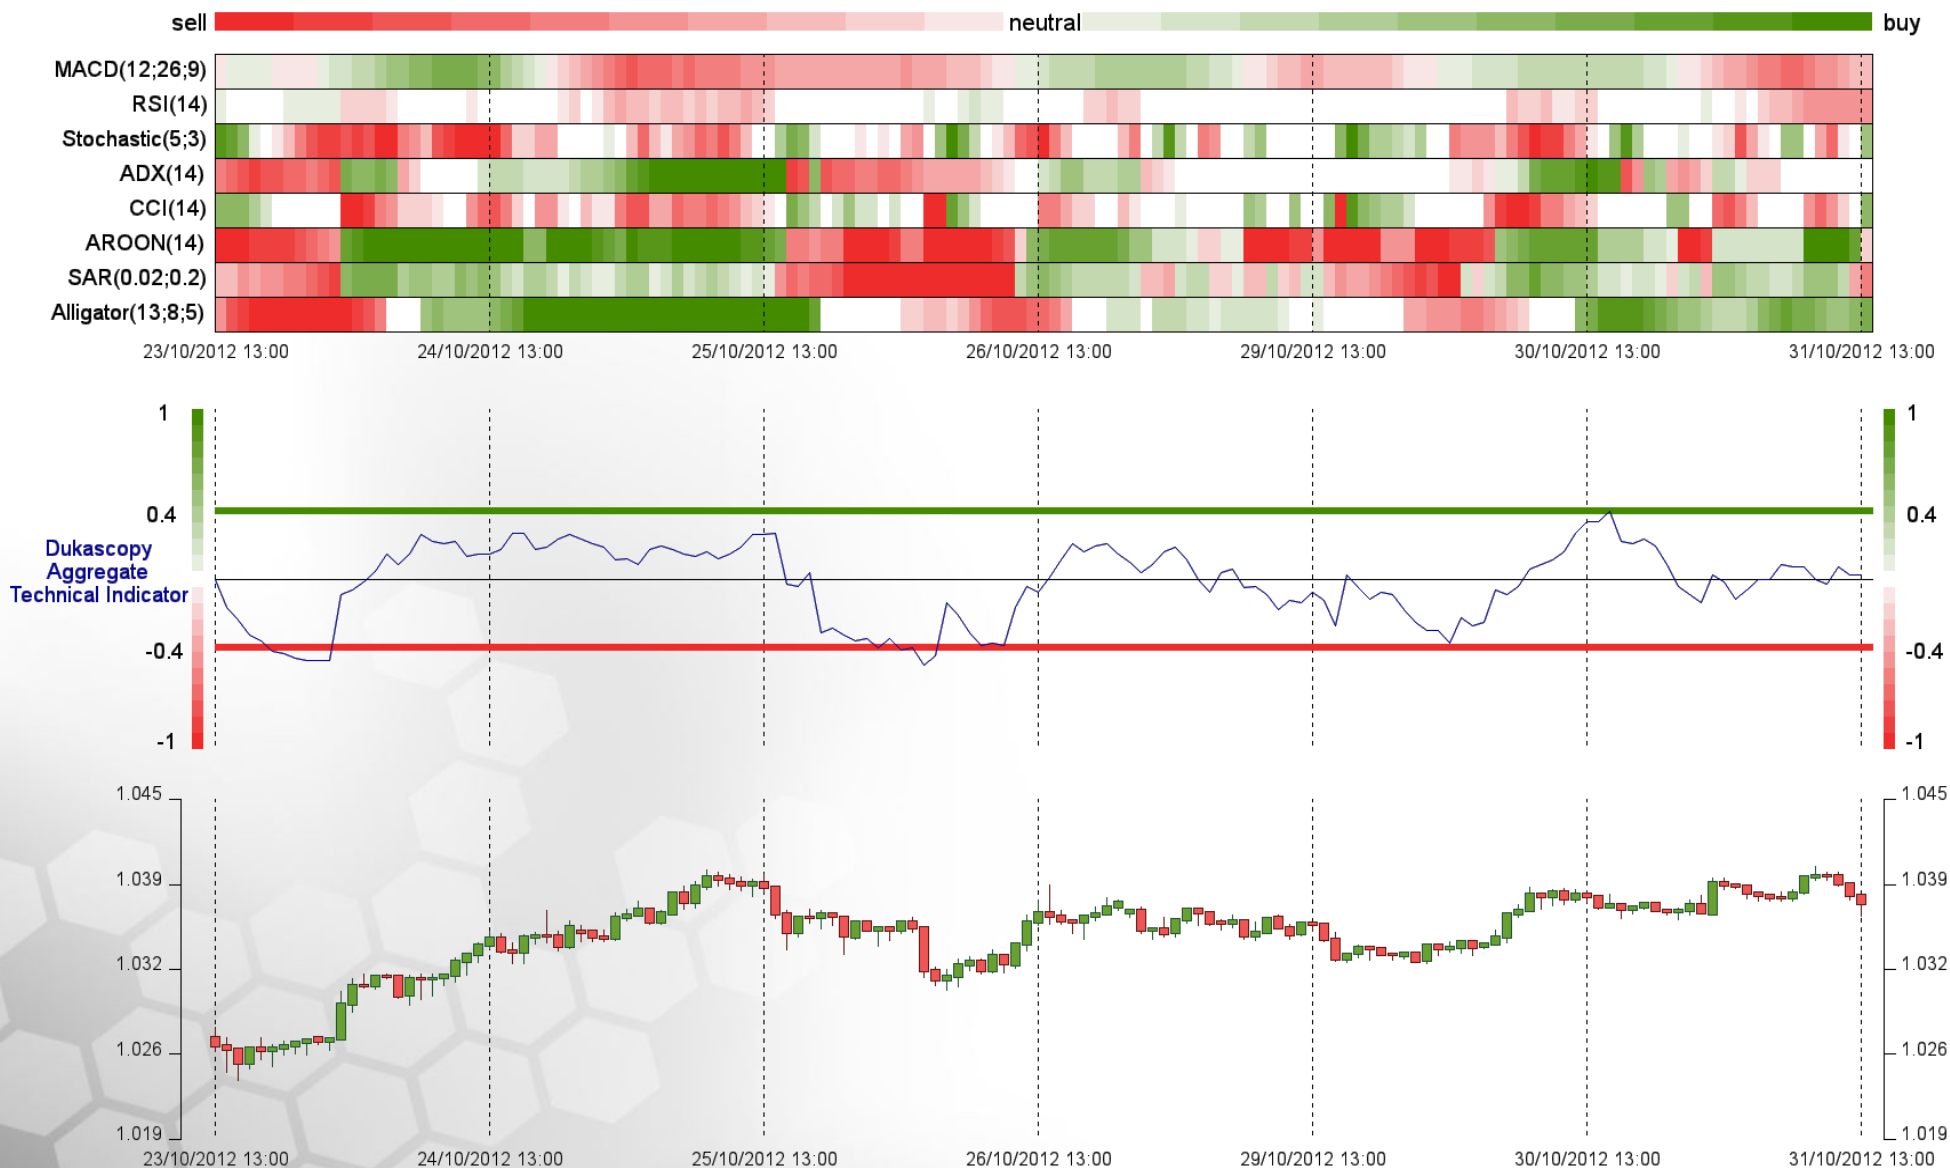 sell neutral buy
MACD(12;26;9)
RSI(14)
Stochastic(5;3)
ADX(14)
CCI(14)
AROON(14)
SAR(0.02;0.2)
Alligator(13;8;5)
23/10/2012 13:00 24/10/2012 13:00 25/10/2012 13:00 26/10/2012 13:00 29/10/2012 13:00 30/10/2012 13:00 31/10/2012 13:00
1 1
0.4 0.4
Dukascopy
Aggregate
Technical Indicator
-0.4 -0.4
-1 -1
1.045 1.045
1.039 1.039
1.032 1.032
1.026 1.026
1.019 1.019
23/10/2012 13:00 24/10/2012 13:00 25/10/2012 13:00 26/10/2012 13:00 29/10/2012 13:00 30/10/2012 13:00 31/10/2012 13:00